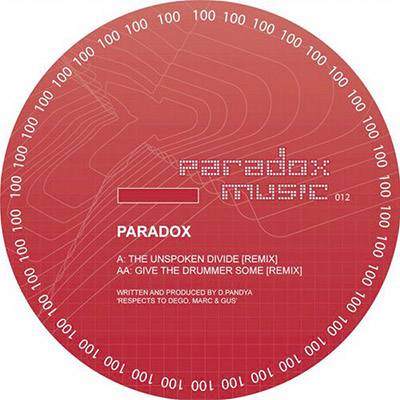 100 100 100 100 100 100 100 100 100 100 100 100 100 100 100 100 100 100 100 100 100 100 100 100 100 100 100 100 100 100 100 100 100 100 100 100 100 100 100 100 100 100 100 100
paradox
music 012
PARADOX
A: THE UNSPOKEN DIVIDE [REMIX]
AA: GIVE THE DRUMMER SOME [REMIX]
WRITTEN AND PRODUCED BY D.PANDYA
'RESPECTS TO DEGO, MARC & GUS'